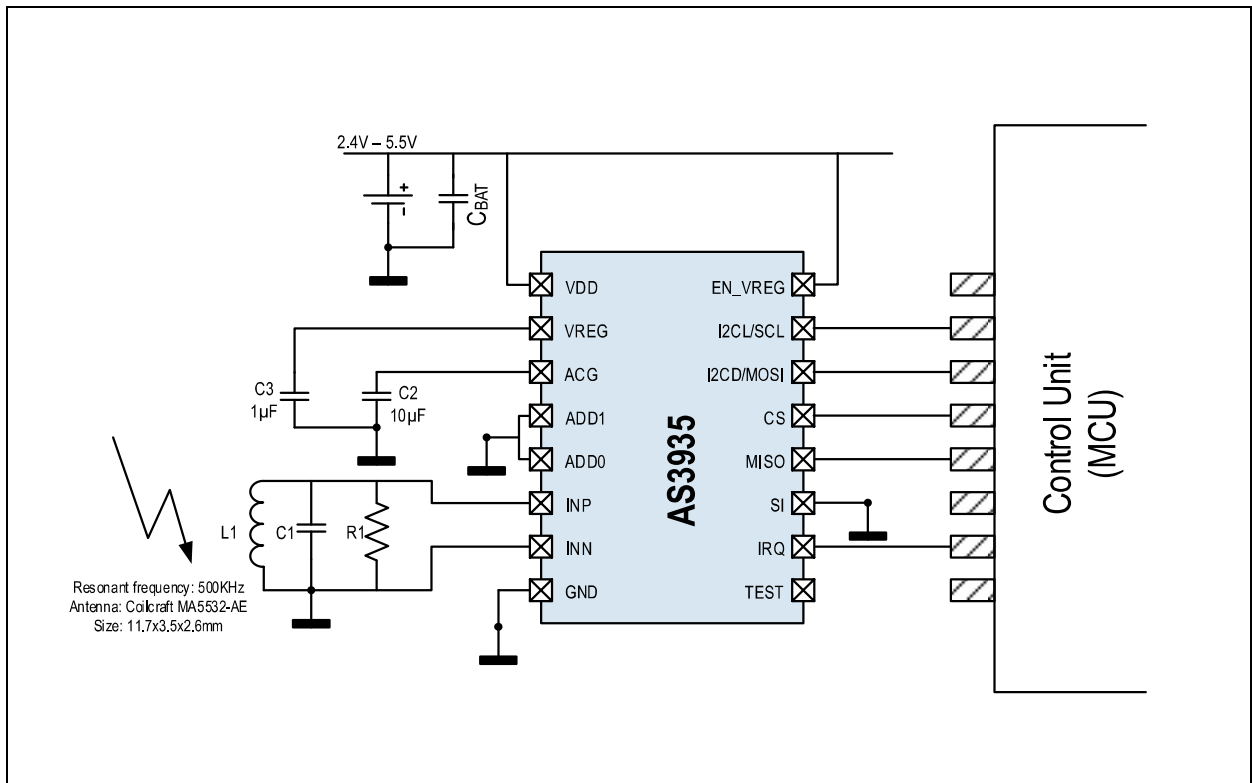 2.4V – 5.5V
+
-
CBAT
VDD
VREG
ACG
ADD1
ADD0
INP
INN
GND
AS3935
EN_VREG
I2CL/SCL
I2CD/MOSI
CS
MISO
SI
IRQ
TEST
Control Unit
(MCU)
C3
1µF
C2
10µF
L1
C1
R1
Resonant frequency: 500KHz
Antenna: Coilcraft MA5532-AE
Size: 11.7x3.5x2.6mm